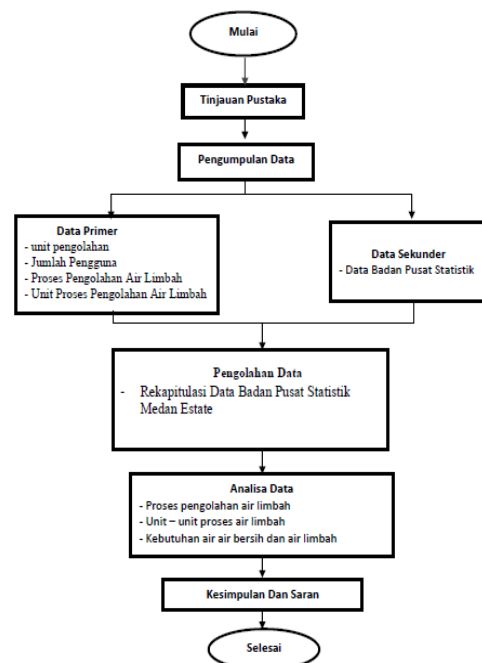 Mulai
Tinjauan Pustaka
Pengumpulan Data
Data Primer
- unit pengolahan
- Jumlah Pengguna
- Proses Pengolahan Air Limbah
- Unit Proses Pengolahan Air Limbah
Data Sekunder
- Data Badan Pusat Statistik
Pengolahan Data
- Rekapitulasi Data Badan Pusat Statistik
Medan Estate
Analisa Data
- Proses pengolahan air limbah
- Unit – unit proses air limbah
- Kebutuhan air air bersih dan air limbah
Kesimpulan Dan Saran
Selesai